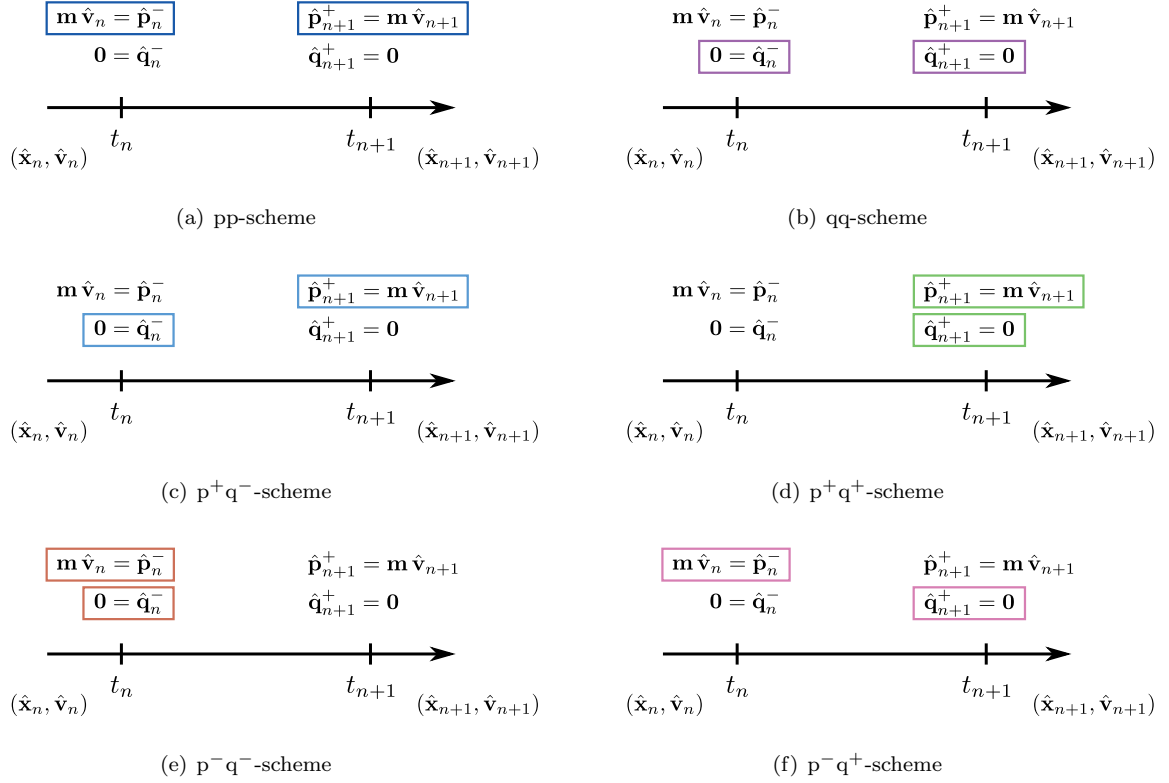 m v̂ₙ = p̂ₙ⁻    p̂ₙ₊₁⁺ = m v̂ₙ₊₁
0 = q̂ₙ⁻    q̂ₙ₊₁⁺ = 0
tₙ    tₙ₊₁
(x̂ₙ, v̂ₙ)    (x̂ₙ₊₁, v̂ₙ₊₁)
(a) pp-scheme
m v̂ₙ = p̂ₙ⁻    p̂ₙ₊₁⁺ = m v̂ₙ₊₁
0 = q̂ₙ⁻    q̂ₙ₊₁⁺ = 0
tₙ    tₙ₊₁
(x̂ₙ, v̂ₙ)    (x̂ₙ₊₁, v̂ₙ₊₁)
(b) qq-scheme
m v̂ₙ = p̂ₙ⁻    p̂ₙ₊₁⁺ = m v̂ₙ₊₁
0 = q̂ₙ⁻    q̂ₙ₊₁⁺ = 0
tₙ    tₙ₊₁
(x̂ₙ, v̂ₙ)    (x̂ₙ₊₁, v̂ₙ₊₁)
(c) p⁺q⁻-scheme
m v̂ₙ = p̂ₙ⁻    p̂ₙ₊₁⁺ = m v̂ₙ₊₁
0 = q̂ₙ⁻    q̂ₙ₊₁⁺ = 0
tₙ    tₙ₊₁
(x̂ₙ, v̂ₙ)    (x̂ₙ₊₁, v̂ₙ₊₁)
(d) p⁺q⁺-scheme
m v̂ₙ = p̂ₙ⁻    p̂ₙ₊₁⁺ = m v̂ₙ₊₁
0 = q̂ₙ⁻    q̂ₙ₊₁⁺ = 0
tₙ    tₙ₊₁
(x̂ₙ, v̂ₙ)    (x̂ₙ₊₁, v̂ₙ₊₁)
(e) p⁻q⁻-scheme
m v̂ₙ = p̂ₙ⁻    p̂ₙ₊₁⁺ = m v̂ₙ₊₁
0 = q̂ₙ⁻    q̂ₙ₊₁⁺ = 0
tₙ    tₙ₊₁
(x̂ₙ, v̂ₙ)    (x̂ₙ₊₁, v̂ₙ₊₁)
(f) p⁻q⁺-scheme